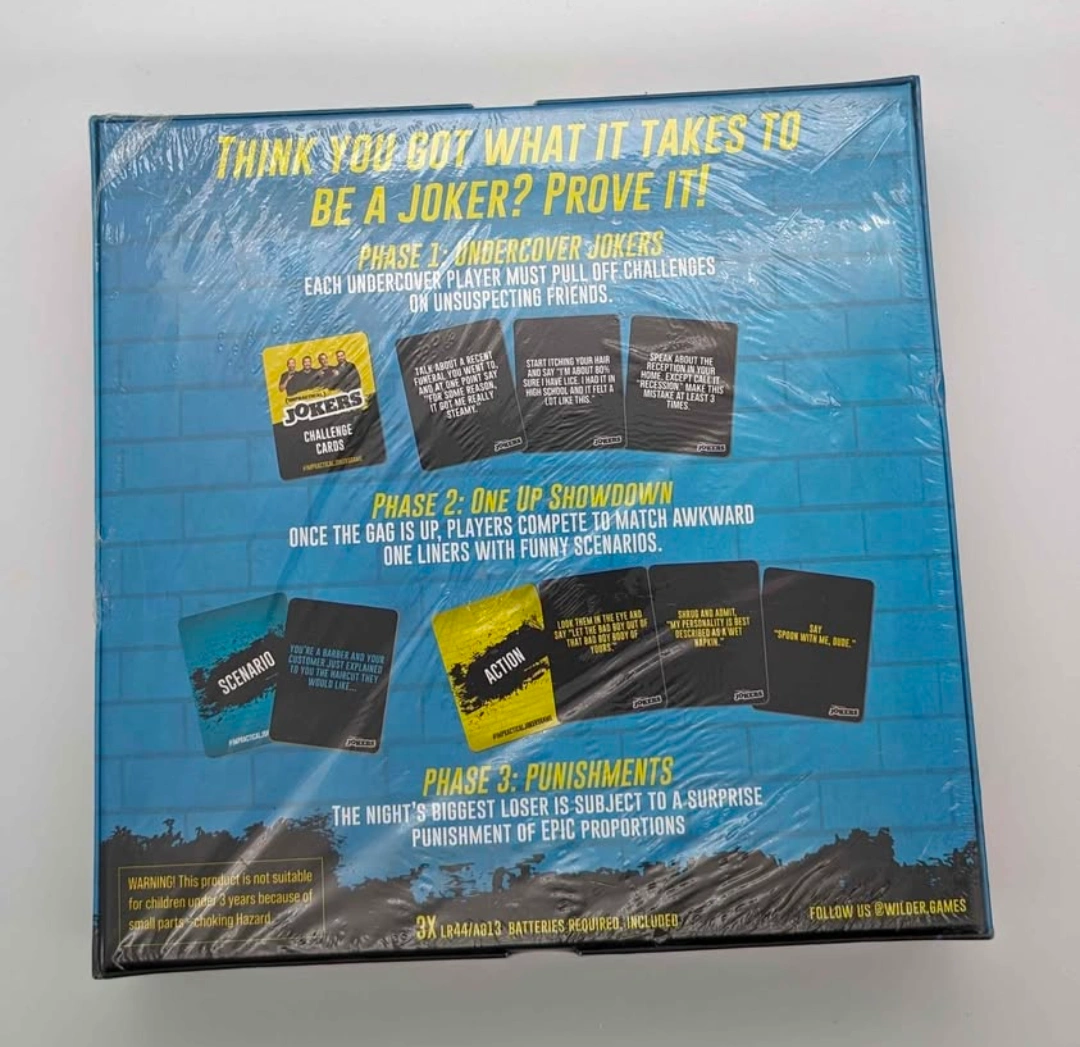 THINK YOU GOT WHAT IT TAKES TO
BE A JOKER? PROVE IT!
PHASE 1: UNDERCOVER JOKERS
EACH UNDERCOVER PLAYER MUST PULL OFF CHALLENGES
ON UNSUSPECTING FRIENDS.
IMPRACTICAL
JOKERS
CHALLENGE
CARDS
TALK ABOUT A RECENT
FUNERAL YOU WENT TO,
AND AT ONE POINT SAY
"FOR SOME REASON,
IT GOT ME REALLY
STEAMY."
JOKERS
START ITCHING YOUR HAIR
AND SAY "I'M ABOUT 80%
SURE I HAVE LICE. I HAD IT IN
HIGH SCHOOL AND IT FELT A
LOT LIKE THIS."
JOKERS
SPEAK ABOUT THE
RECEPTION IN YOUR
HOME, EXCEPT CALL IT
"RECESSION." MAKE THIS
MISTAKE AT LEAST 3
TIMES.
JOKERS
PHASE 2: ONE UP SHOWDOWN
ONCE THE GAG IS UP, PLAYERS COMPETE TO MATCH AWKWARD
ONE LINERS WITH FUNNY SCENARIOS.
SCENARIO
YOU'RE A BARBER AND YOUR
CUSTOMER JUST EXPLAINED
TO YOU THE HAIRCUT THEY
WOULD LIKE...
JOKERS
ACTION
LOOK THEM IN THE EYE AND
SAY "LET THE BAD BOY OUT OF
THAT BAD BOY BODY OF
YOURS."
JOKERS
SHRUG AND ADMIT,
"MY PERSONALITY IS BEST
DESCRIBED AS A WET
NAPKIN."
JOKERS
SAY
"SPOON WITH ME, DUDE."
JOKERS
PHASE 3: PUNISHMENTS
THE NIGHT'S BIGGEST LOSER IS SUBJECT TO A SURPRISE
PUNISHMENT OF EPIC PROPORTIONS
WARNING! This product is not suitable
for children under 3 years because of
small parts - choking Hazard.
3X LR44/AG13 BATTERIES REQUIRED, INCLUDED
FOLLOW US @WILDER.GAMES